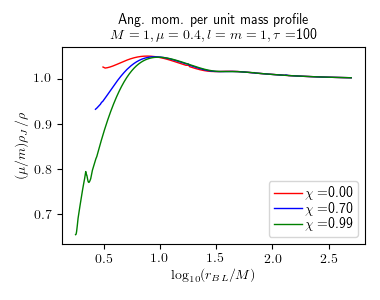 Ang. mom. per unit mass profile
M = 1, μ = 0.4, l = m = 1, τ =100
(μ/m)ρ_J/ρ
1.0
0.9
0.8
0.7
χ =0.00
χ =0.70
χ =0.99
0.5 1.0 1.5 2.0 2.5
log₁₀(r_BL/M)